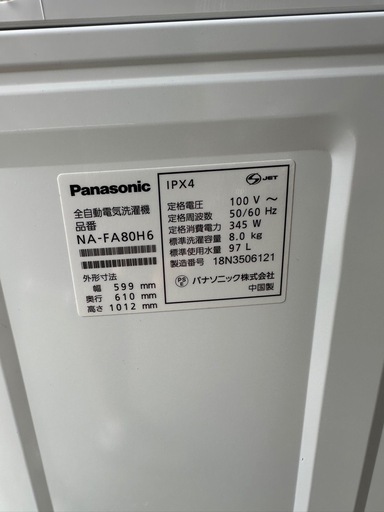 Panasonic
全自動電気洗濯機
品番
NA-FA80H6
外形寸法
幅 599 mm
奥行 610 mm
高さ 1012 mm
IPX4
JET
定格電圧 100 V ～
定格周波数 50/60 Hz
定格消費電力 345 W
標準洗濯容量 8.0 kg
標準使用水量 97 L
製造番号 18N3506121
PS E パナソニック株式会社
中国製